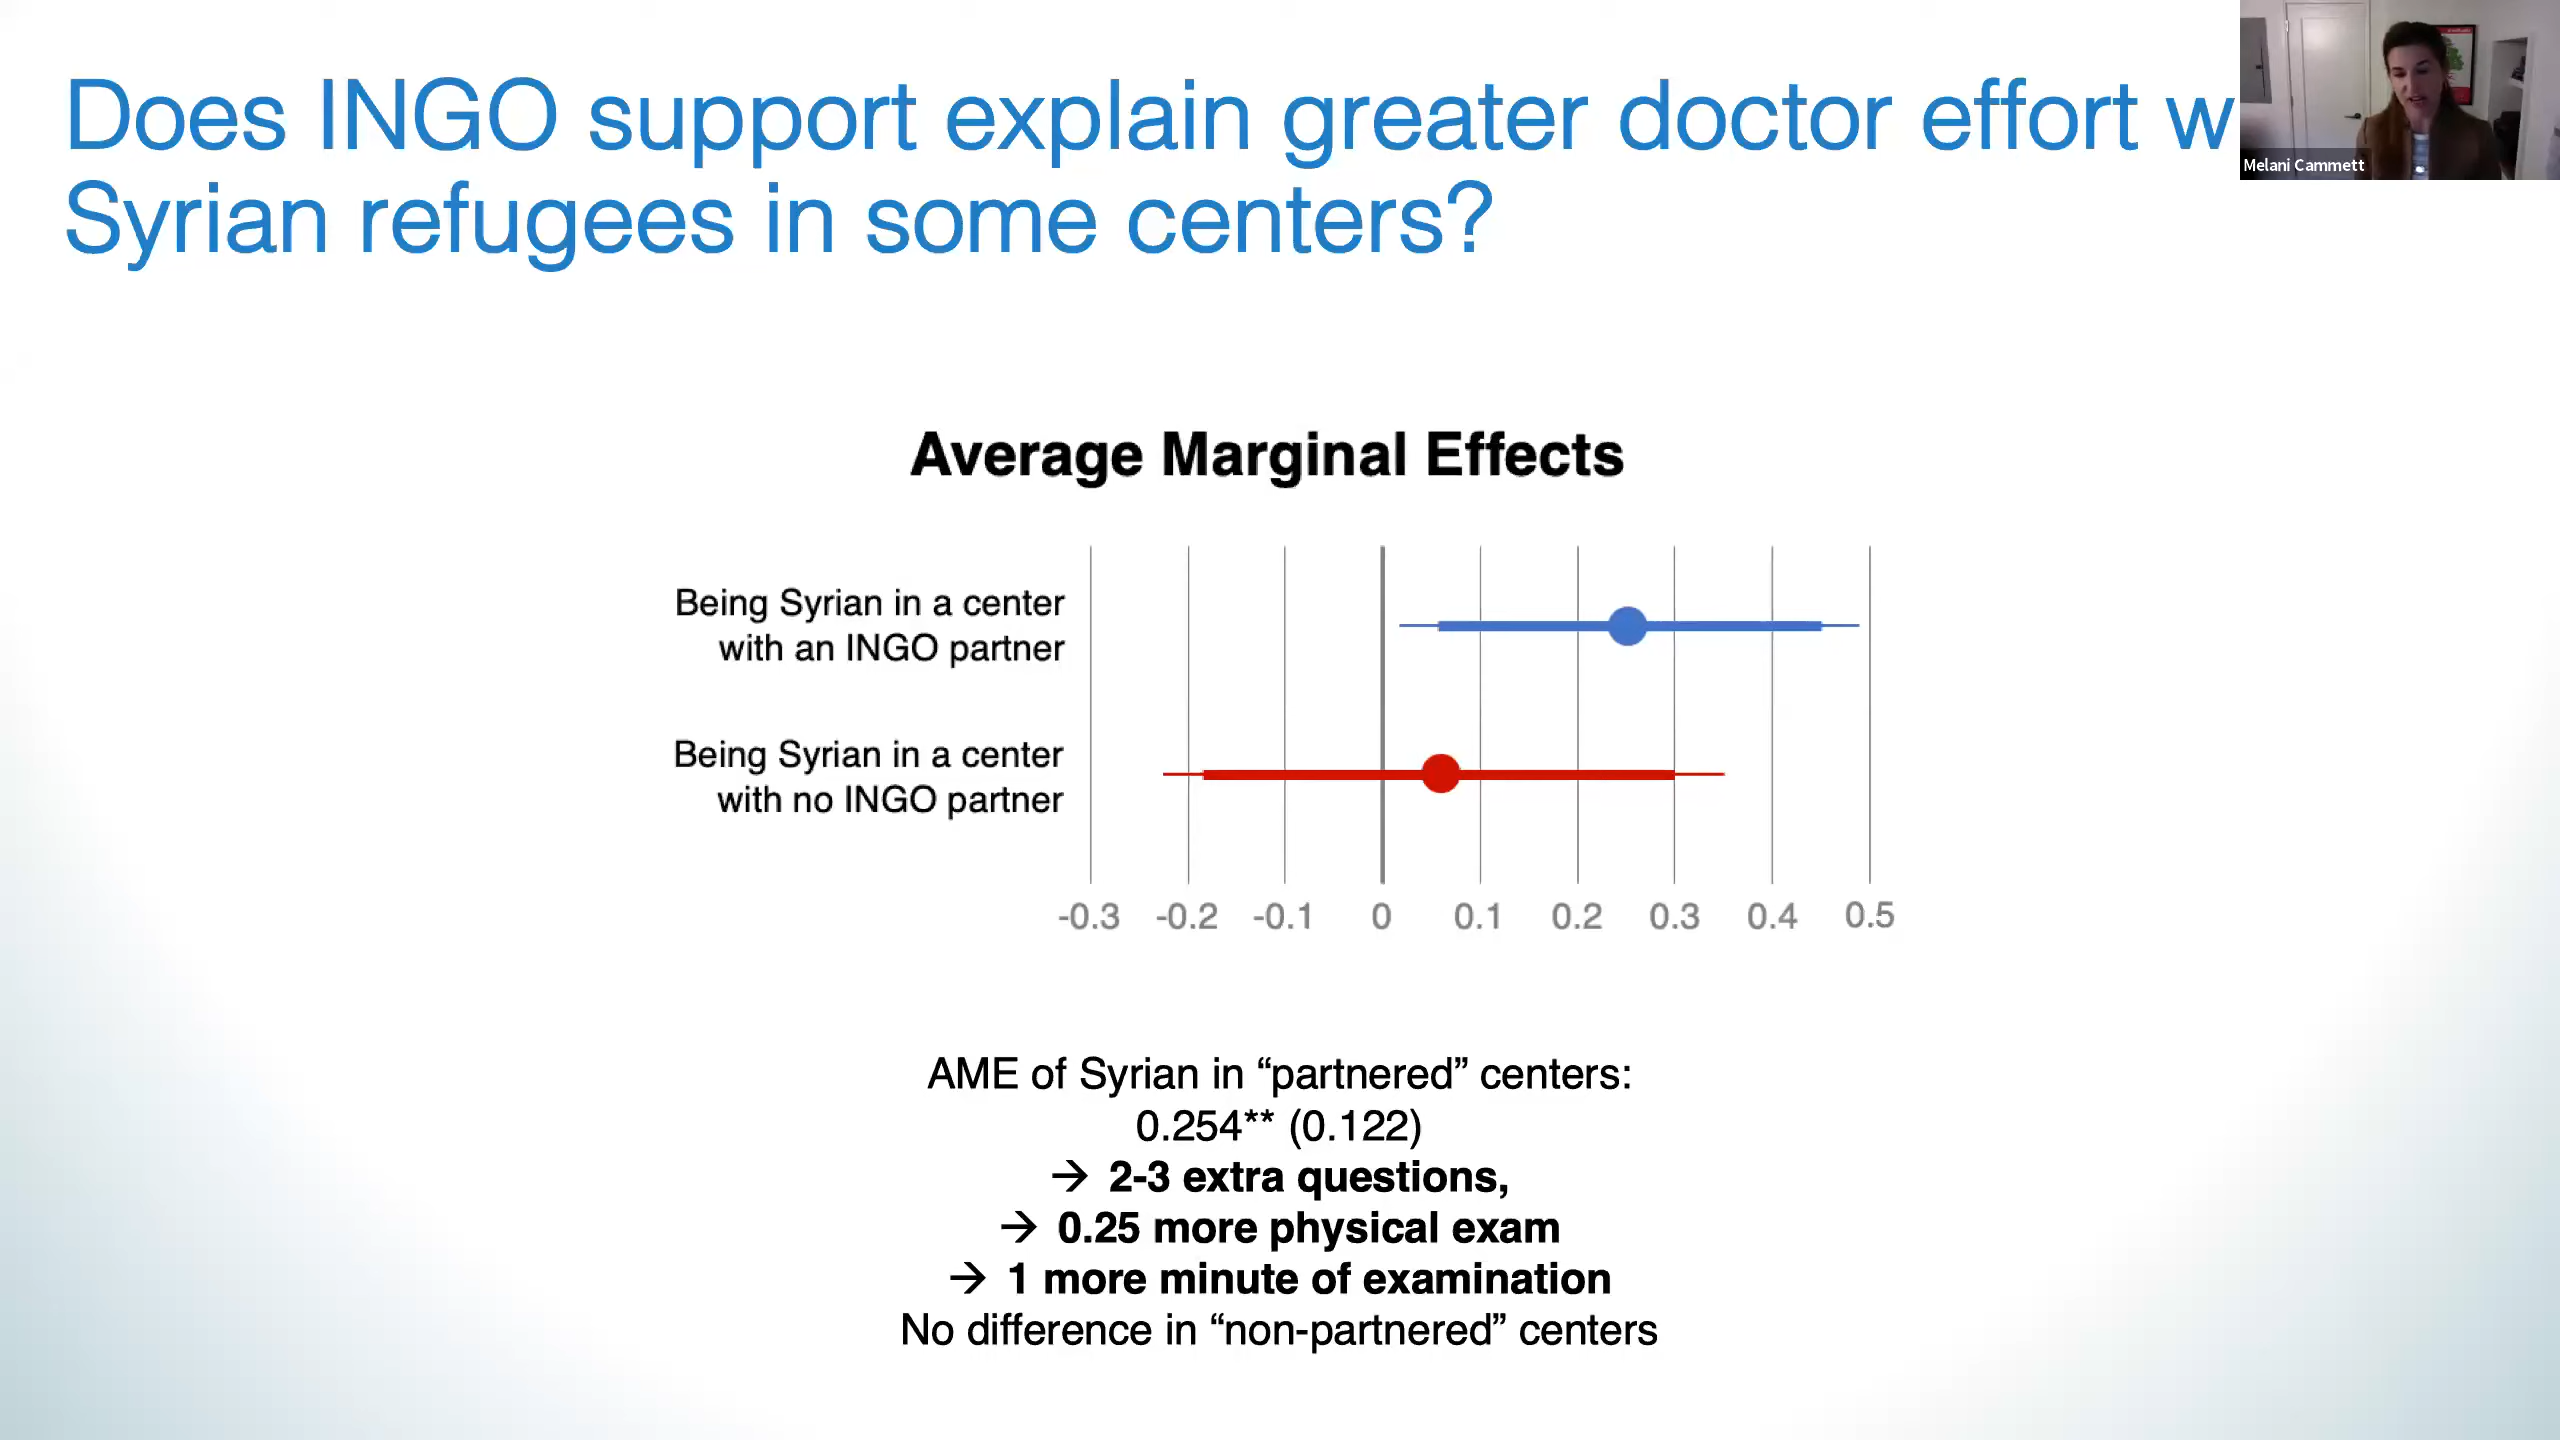 Does INGO support explain greater doctor effort w
Syrian refugees in some centers?
Melani Cammett
Average Marginal Effects
Being Syrian in a center
with an INGO partner
Being Syrian in a center
with no INGO partner
-0.3 -0.2 -0.1 0 0.1 0.2 0.3 0.4 0.5
AME of Syrian in “partnered” centers:
0.254** (0.122)
→ 2-3 extra questions,
→ 0.25 more physical exam
→ 1 more minute of examination
No difference in “non-partnered” centers